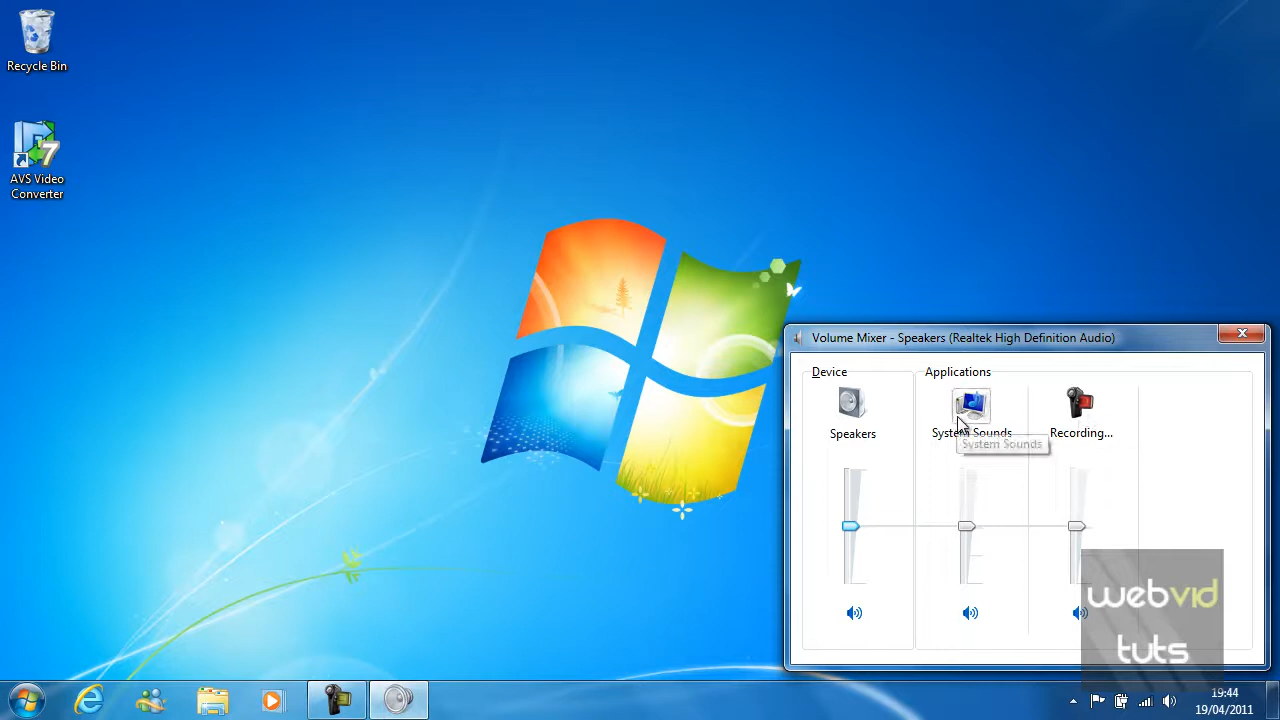 Recycle Bin
7
AVS Video
Converter
Volume Mixer - Speakers (Realtek High Definition Audio)
Device
Applications
Speakers
System Sounds
Recording...
System Sounds
webvid
tuts
19:44
19/04/2011